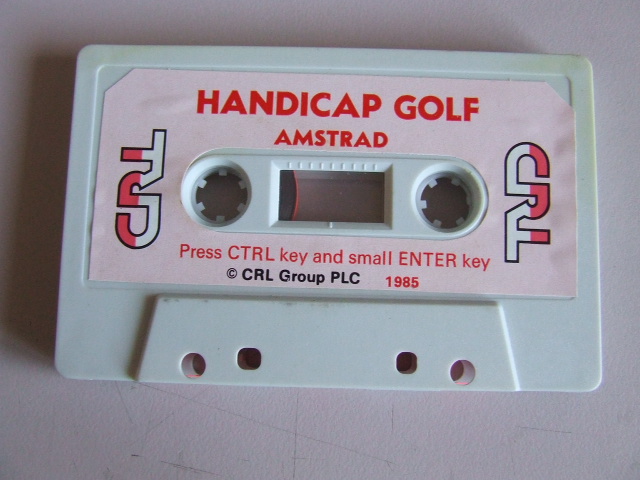 HANDICAP GOLF
AMSTRAD
CRL
CRL
Press CTRL key and small ENTER key
© CRL Group PLC 1985